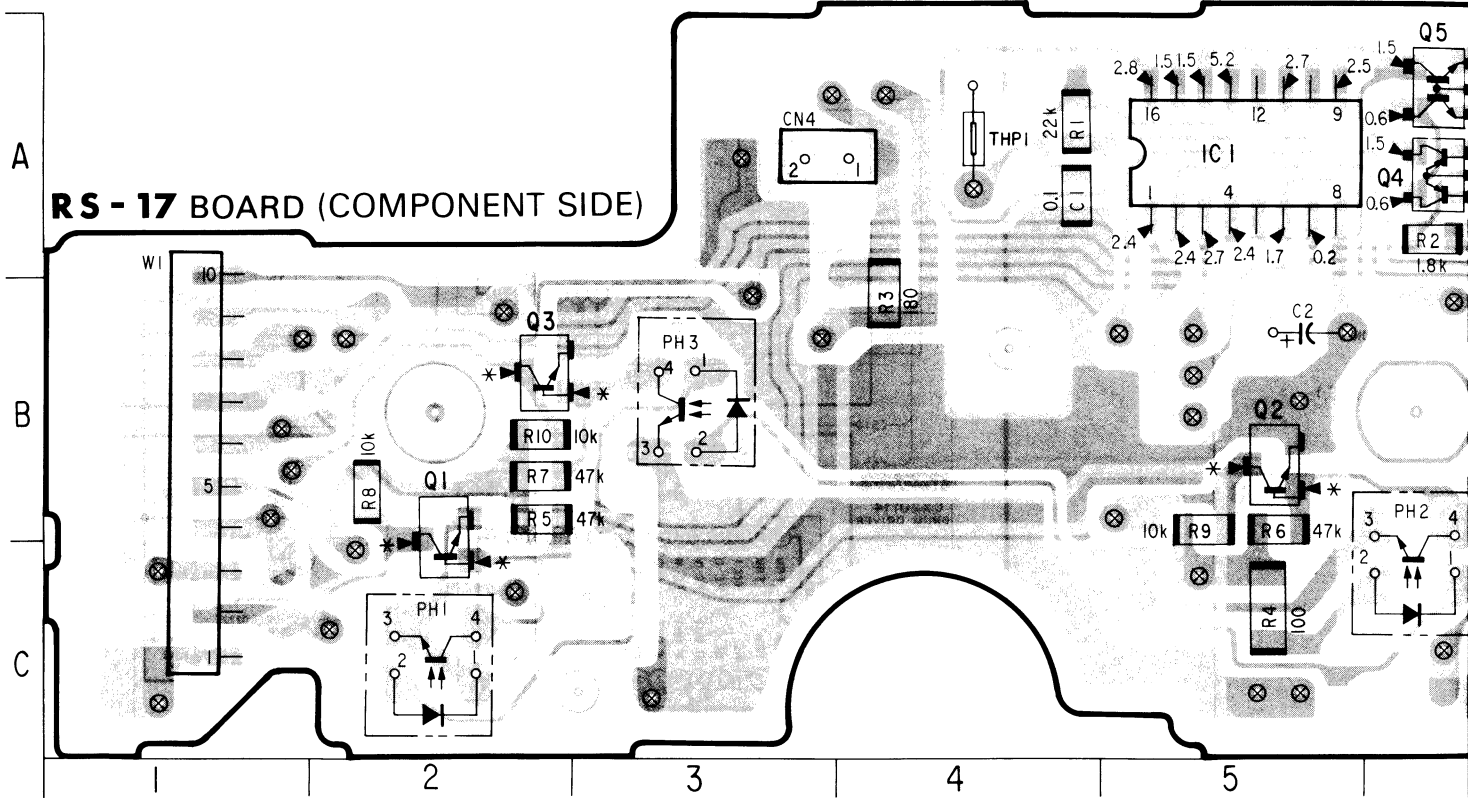 Q5
1.5
2.8 1.5 1.5 5.2 2.7 2.5
16 12 9
0.6
CN4
2 1
THP1
22k R1
IC1
1.5
A
Q4
0.1 C1
1 4 8
0.6
RS-17 BOARD (COMPONENT SIDE)
R2
1.8k
2.4 2.4 2.7 2.4 1.7 0.2
W1
10
R3 180
C2
+
Q3
PH3
4 1
* *
3 2
B
R10 10k
Q2
10k R8
R7 47k
5
Q1
* *
R5 47k
10k R9
R6 47k
PH2
3 4
2 1
* *
R4 100
PH1
3 4
2 1
C
1
1 2 3 4 5